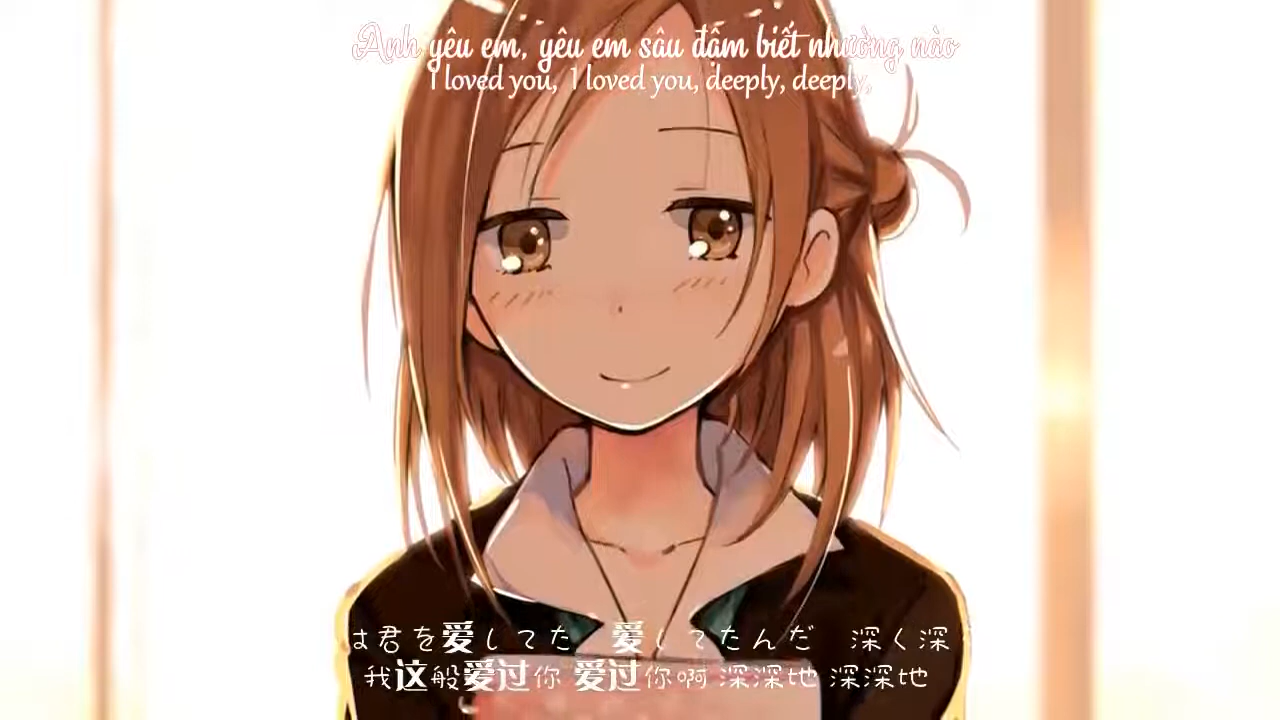 Anh yêu em, yêu em sâu đậm biết nhường nào
I loved you, I loved you, deeply, deeply,
は君を愛してた 愛してたんだ 深く深
我这般爱过你 爱过你啊 深深地 深深地